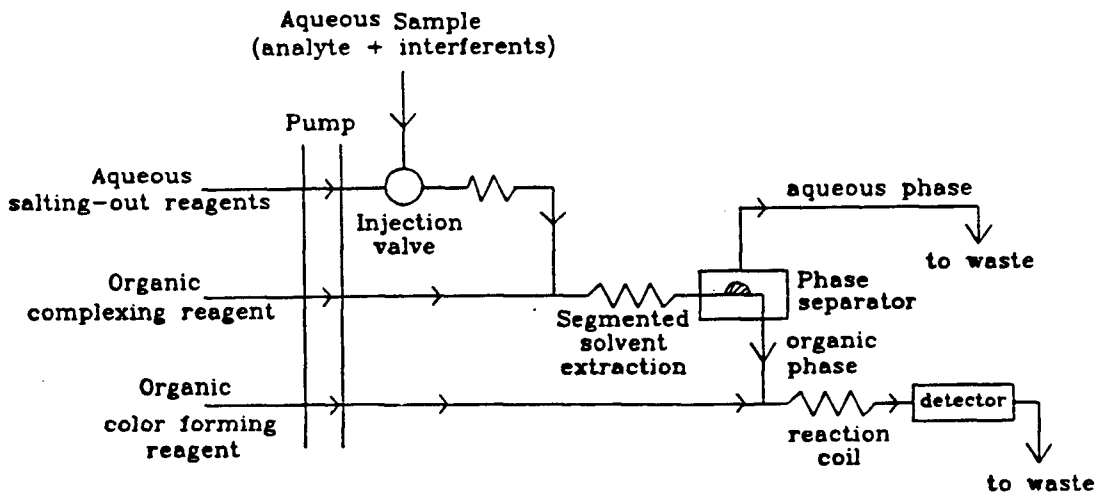 Aqueous Sample
(analyte + interferents)
Pump
Aqueous
salting-out reagents
Injection
valve
aqueous phase
to waste
Organic
complexing reagent
Segmented
solvent
extraction
Phase
separator
organic
phase
Organic
color forming
reagent
reaction
coil
detector
to waste